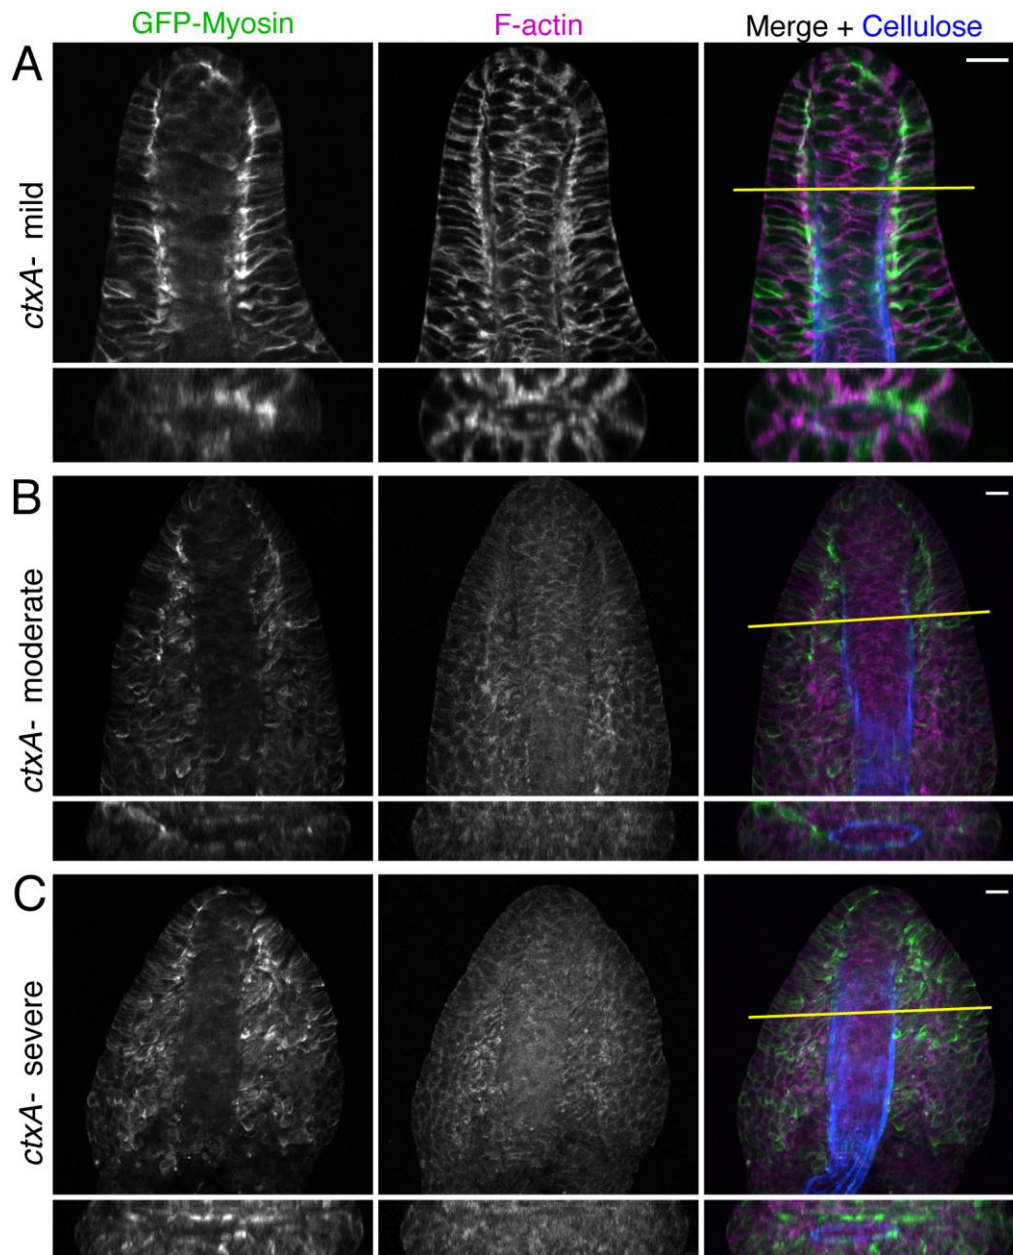 GFP-Myosin F-actin Merge + Cellulose
A
ctxA- mild
B
ctxA- moderate
C
ctxA- severe